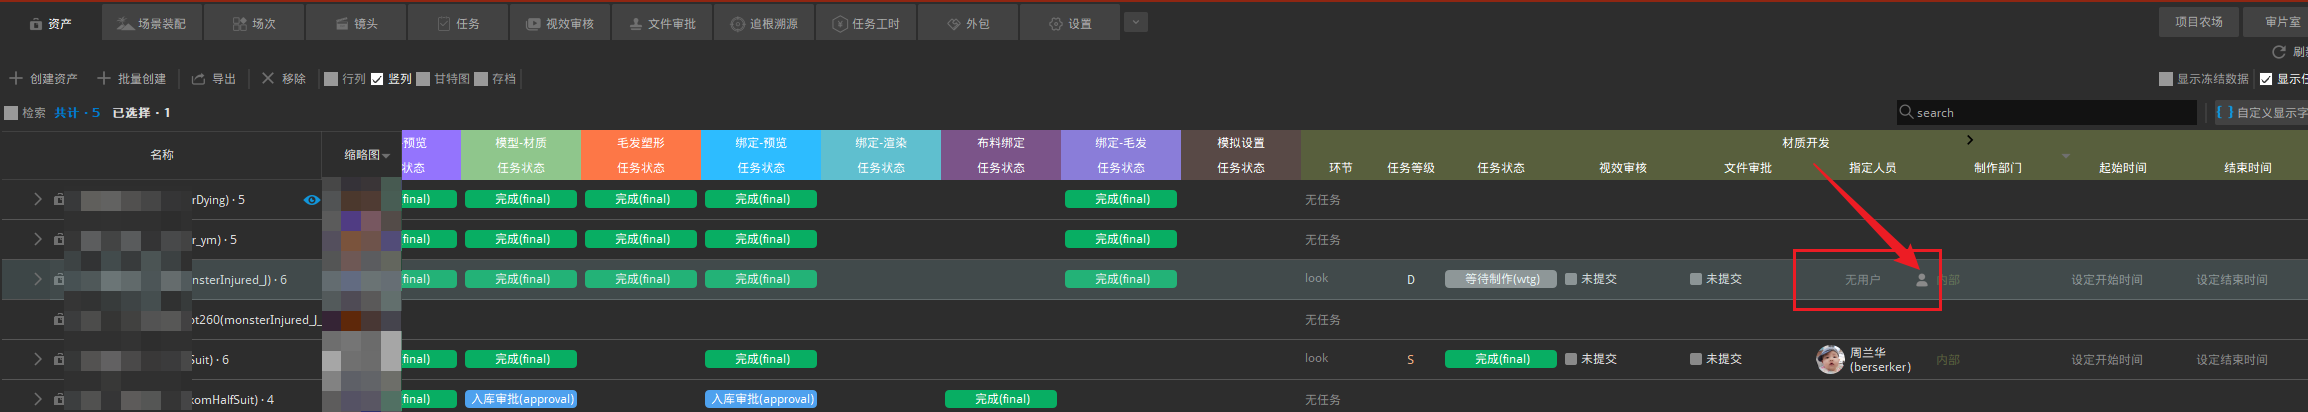 资产 场景装配 场次 镜头 任务 视效审核 文件审批 追根溯源 任务工时 外包 设置 项目农场 审片室
创建资产 批量创建 导出 移除 行列 竖列 甘特图 存档 显示冻结数据
检索 共计 · 5 已选择 · 1 search 自定义显示字
名称 缩略图 预览 模型-材质 毛发塑形 绑定-预览 绑定-渲染 布料绑定 绑定-毛发 模拟设置 材质开发
状态 任务状态 任务状态 任务状态 任务状态 任务状态 任务状态 任务状态 环节 任务等级 任务状态 视效审核 文件审批 指定人员 制作部门 起始时间 结束时间
rDying) · 5 final) 完成(final) 完成(final) 完成(final) 完成(final) 无任务
r_ym) · 5 final) 完成(final) 完成(final) 完成(final) 完成(final) 无任务
nsterInjured_J) · 6 final) 完成(final) 完成(final) 完成(final) 完成(final) look D 等待制作(wtg) 未提交 未提交 无用户 内部 设定开始时间 设定结束时间
ot260(monsterInjured_J_ 无任务
Suit) · 6 final) 完成(final) 完成(final) 完成(final) look S 完成(final) 未提交 未提交 周兰华 (berserker) 内部 设定开始时间 设定结束时间
komHalfSuit) · 4 final) 入库审批(approval) 入库审批(approval) 完成(final) 无任务